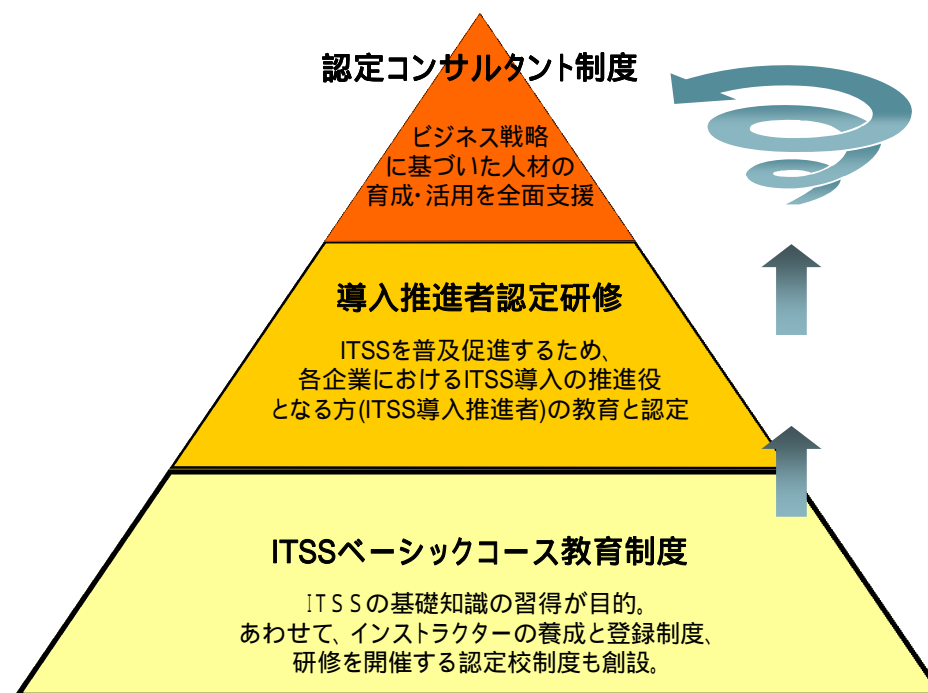 認定コンサルタント制度
ビジネス戦略
に基づいた人材の
育成・活用を全面支援
導入推進者認定研修
ITSSを普及促進するため、
各企業におけるITSS導入の推進役
となる方(ITSS導入推進者)の教育と認定
ITSSベーシックコース教育制度
ITSSの基礎知識の習得が目的。
あわせて、インストラクターの養成と登録制度、
研修を開催する認定校制度も創設。